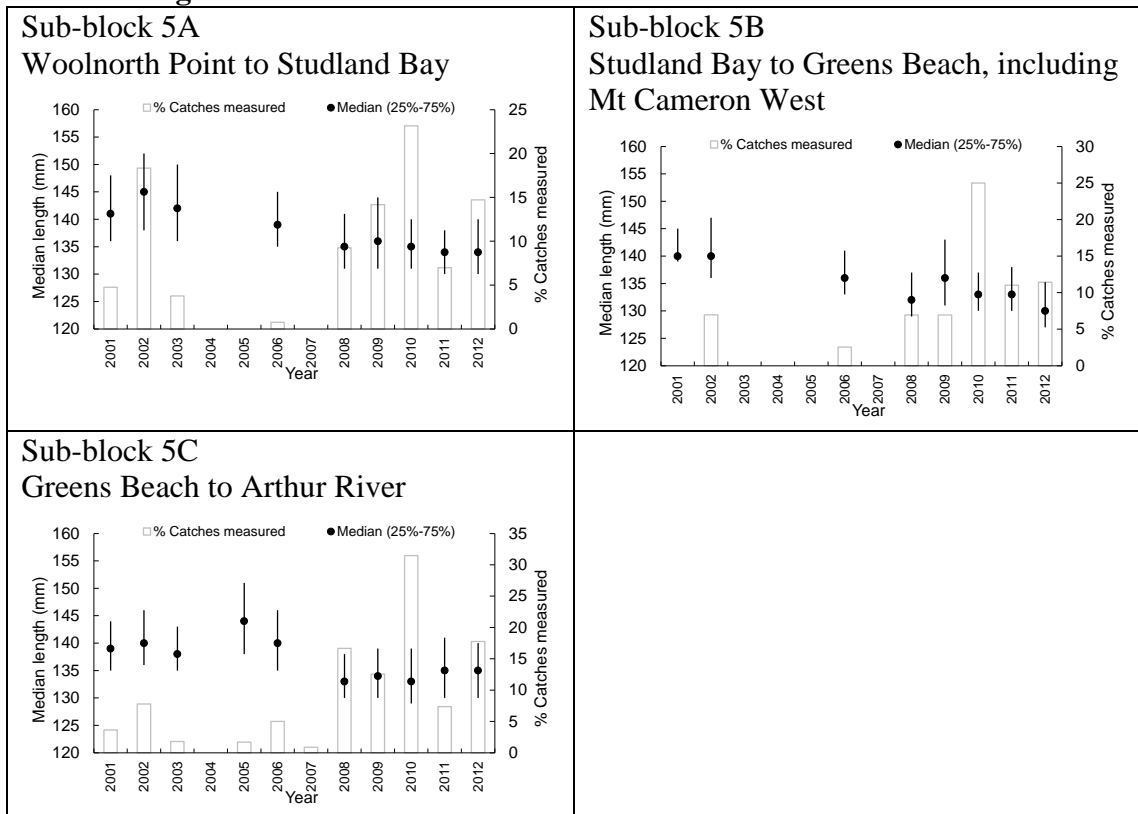 Sub-block 5A
Woolnorth Point to Studland Bay
% Catches measured Median (25%-75%)
160
155
150
145
140
135
130
125
120
Median length (mm)
25
20
15
10
5
0
% Catches measured
2001 2002 2003 2004 2005 2006 2007 2008 2009 2010 2011 2012
Year
Sub-block 5B
Studland Bay to Greens Beach, including
Mt Cameron West
% Catches measured Median (25%-75%)
160
155
150
145
140
135
130
125
120
Median length (mm)
30
25
20
15
10
5
0
% Catches measured
2001 2002 2003 2004 2005 2006 2007 2008 2009 2010 2011 2012
Year
Sub-block 5C
Greens Beach to Arthur River
% Catches measured Median (25%-75%)
160
155
150
145
140
135
130
125
120
Median length (mm)
35
30
25
20
15
10
5
0
% Catches measured
2001 2002 2003 2004 2005 2006 2007 2008 2009 2010 2011 2012
Year